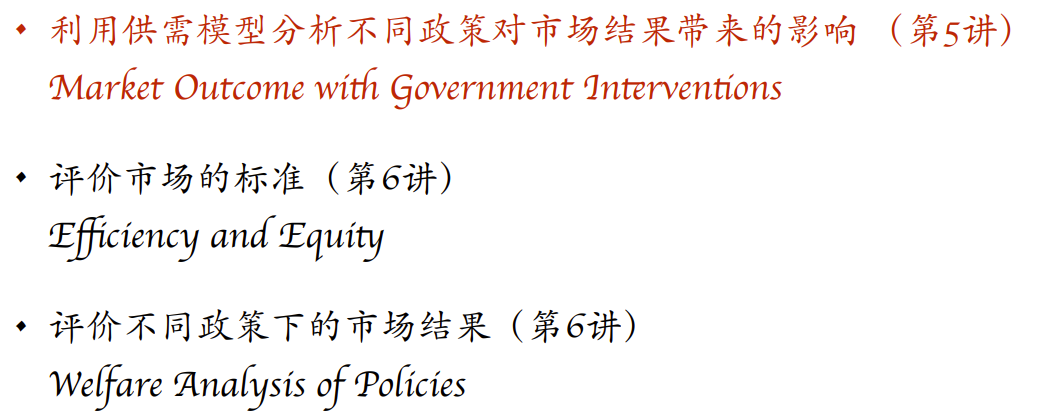 利用供需模型分析不同政策对市场结果带来的影响 （第5讲）
Market Outcome with Government Interventions
评价市场的标准（第6讲）
Efficiency and Equity
评价不同政策下的市场结果（第6讲）
Welfare Analysis of Policies